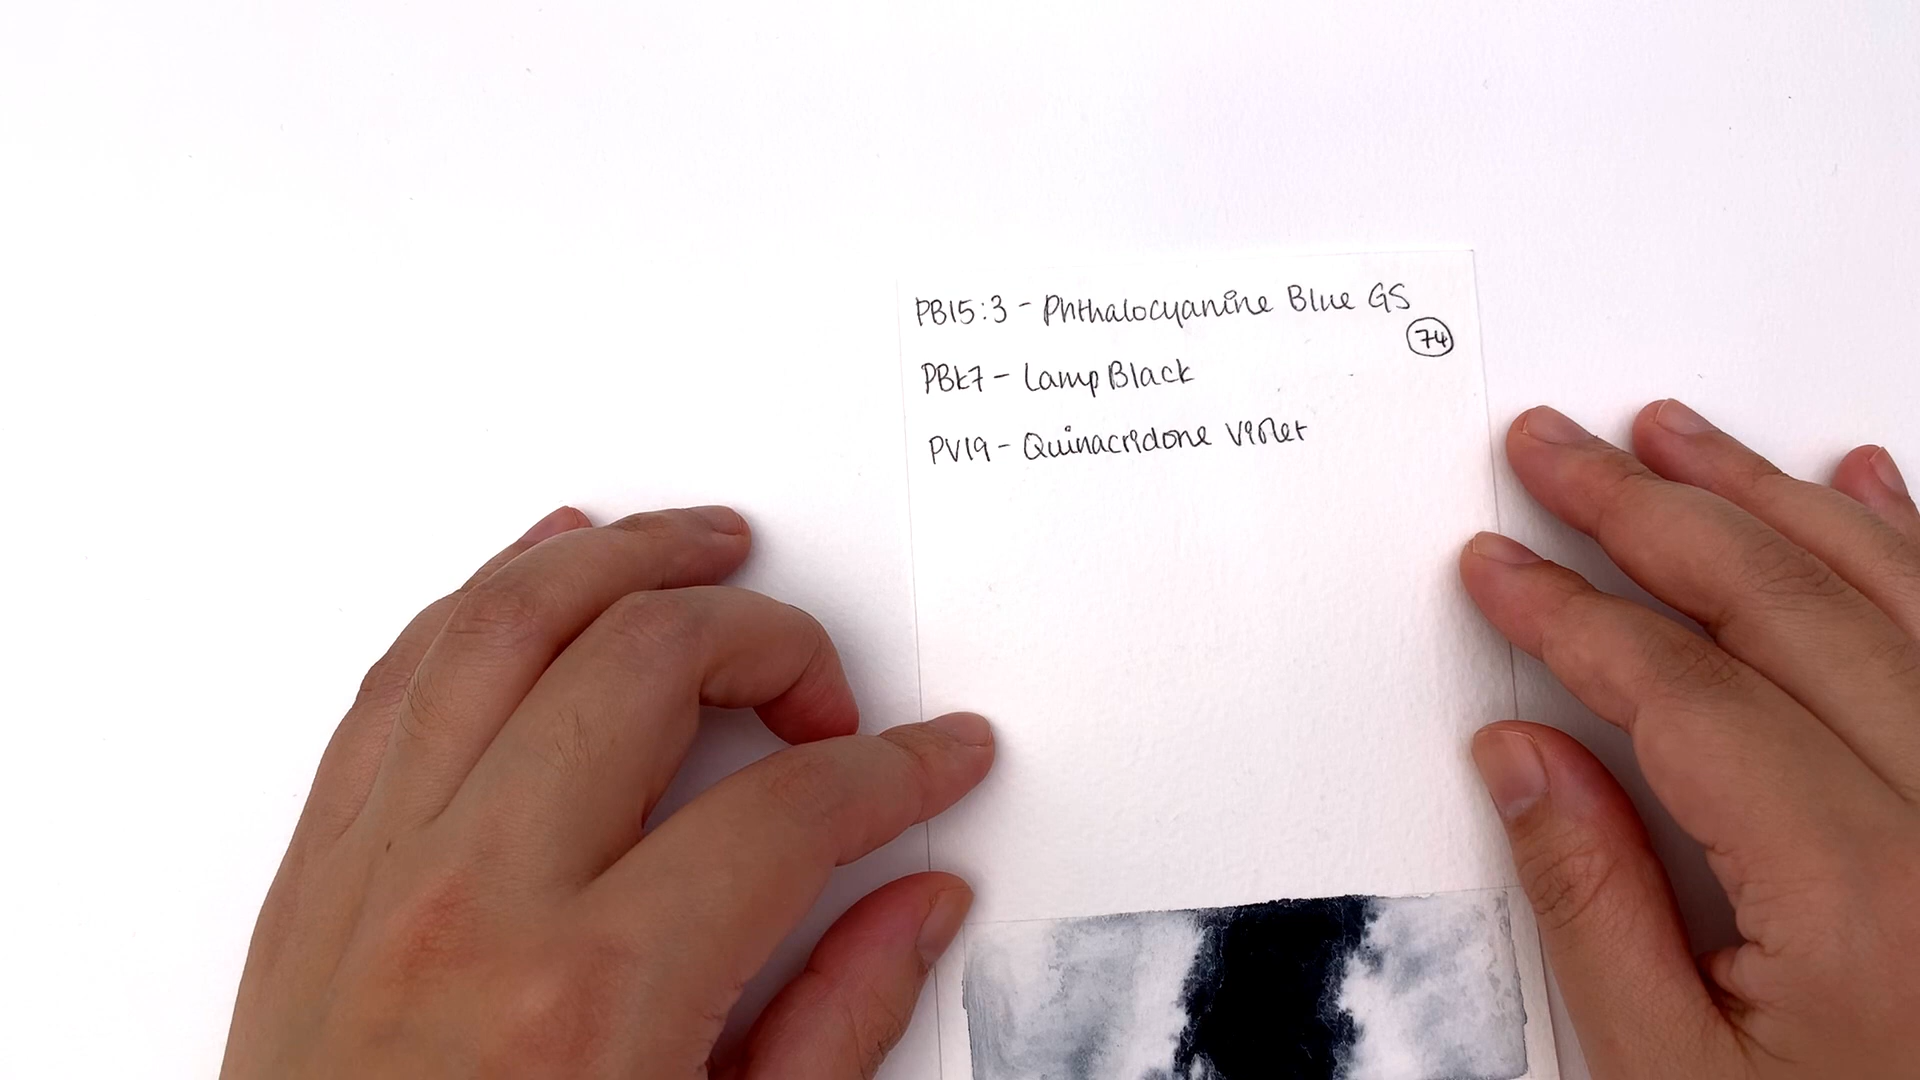 PB15:3 - Phthalocyanine Blue GS
74
PBk7 - Lamp Black
PV19 - Quinacridone Violet